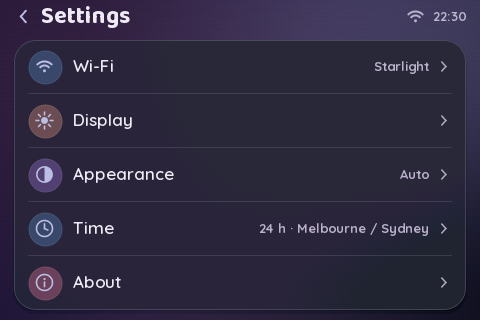 Settings
22:30
Wi-Fi
Starlight
Display
Appearance
Auto
Time
24 h · Melbourne / Sydney
About